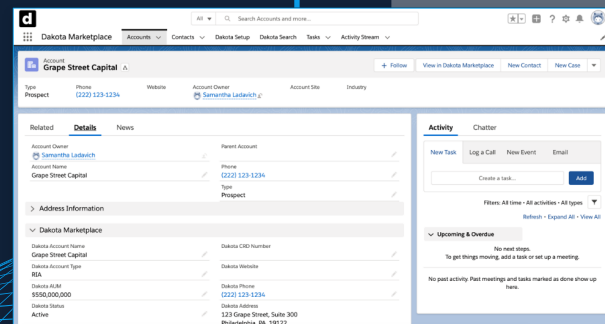 d
All
Search Accounts and more...
Dakota Marketplace
Accounts
Contacts
Dakota Setup
Dakota Search
Tasks
Activity Stream
Account
Grape Street Capital
+ Follow
View in Dakota Marketplace
New Contact
New Case
Type
Phone
Website
Account Owner
Account Site
Industry
Prospect
(222) 123-1234
Samantha Ladavich
Related
Details
News
Account Owner
Samantha Ladavich
Parent Account
Account Name
Grape Street Capital
Phone
(222) 123-1234
Type
Prospect
Address Information
Dakota Marketplace
Dakota Account Name
Grape Street Capital
Dakota CRD Number
Dakota Account Type
RIA
Dakota Website
Dakota AUM
5550,000,000
Dakota Phone
(222) 123-1234
Dakota Status
Active
Dakota Address
123 Grape Street, Suite 300
Philadelphia, PA, 19122
Activity
Chatter
New Task
Log a Call
New Event
Email
Create a task...
Add
Filters: All time • All activities • All types
Refresh • Expand All • View All
Upcoming & Overdue
No next steps.
To get things moving, add a task or set up a meeting.
No past activity. Past meetings and tasks marked as done show up
here.